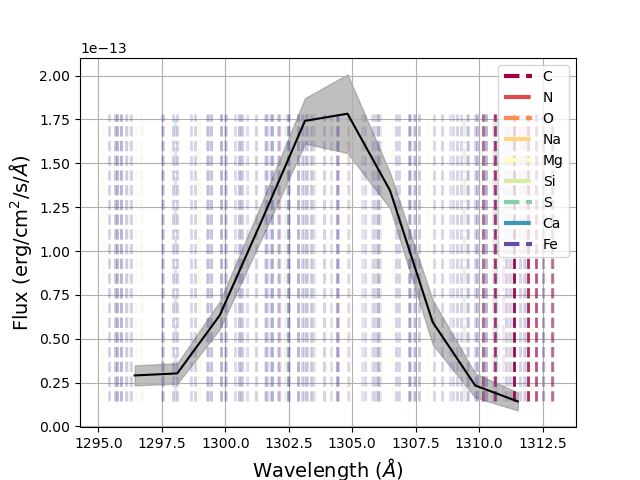 1e−13
2.00
1.75
1.50
1.25
1.00
0.75
0.50
0.25
0.00
Flux (erg/cm²/s/Å)
C
N
O
Na
Mg
Si
S
Ca
Fe
1295.0 1297.5 1300.0 1302.5 1305.0 1307.5 1310.0 1312.5
Wavelength (Å)